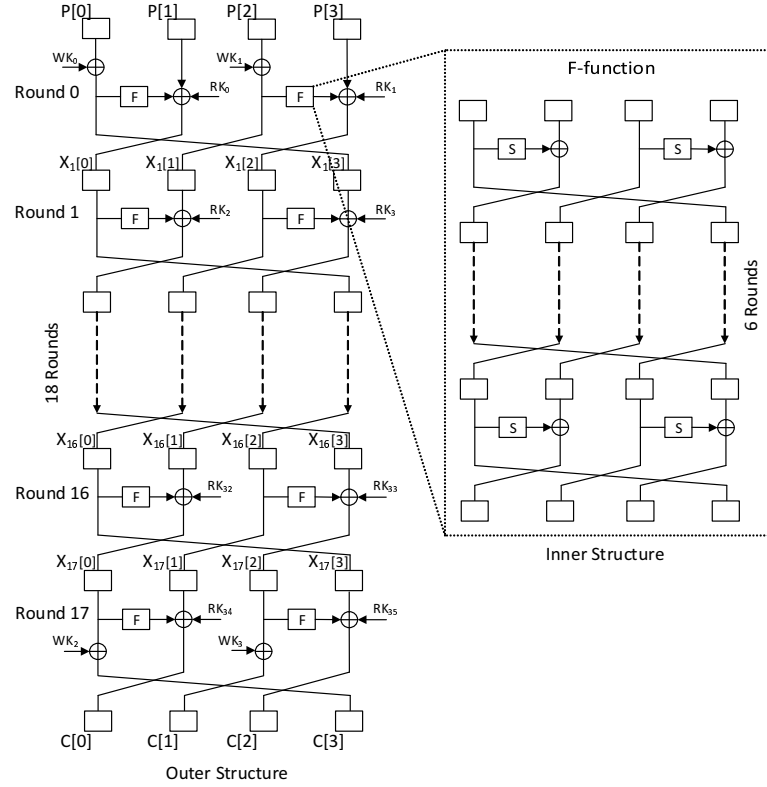 P[0] P[1] P[2] P[3]
WK₀ WK₁
Round 0 F RK₀ F RK₁
X₁[0] X₁[1] X₁[2] X₁[3]
Round 1 F RK₂ F RK₃
18 Rounds
X₁₆[0] X₁₆[1] X₁₆[2] X₁₆[3]
Round 16 F RK₃₂ F RK₃₃
X₁₇[0] X₁₇[1] X₁₇[2] X₁₇[3]
Round 17 F RK₃₄ F RK₃₅
WK₂ WK₃
C[0] C[1] C[2] C[3]
Outer Structure
F-function
S S
6 Rounds
S S
Inner Structure